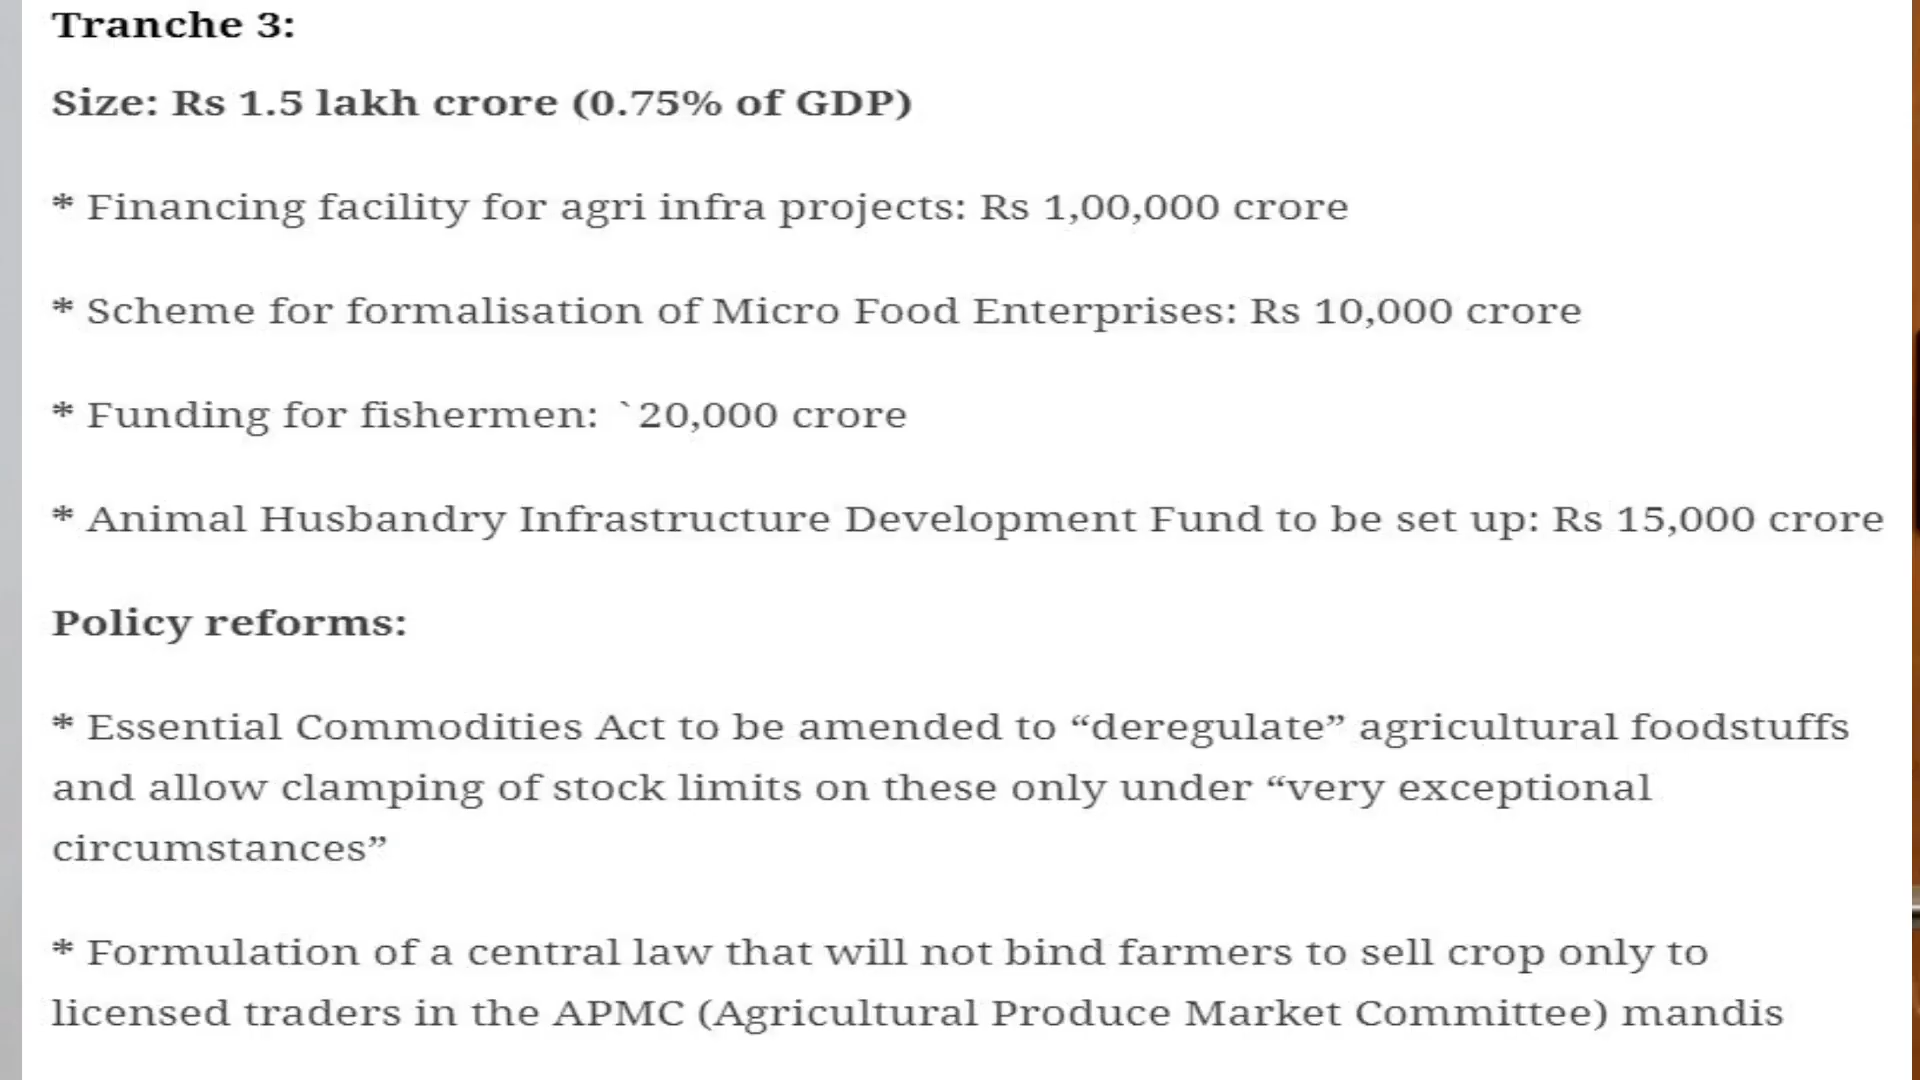 Tranche 3:
Size: Rs 1.5 lakh crore (0.75% of GDP)
* Financing facility for agri infra projects: Rs 1,00,000 crore
* Scheme for formalisation of Micro Food Enterprises: Rs 10,000 crore
* Funding for fishermen: `20,000 crore
* Animal Husbandry Infrastructure Development Fund to be set up: Rs 15,000 crore
Policy reforms:
* Essential Commodities Act to be amended to “deregulate” agricultural foodstuffs
and allow clamping of stock limits on these only under “very exceptional
circumstances”
* Formulation of a central law that will not bind farmers to sell crop only to
licensed traders in the APMC (Agricultural Produce Market Committee) mandis